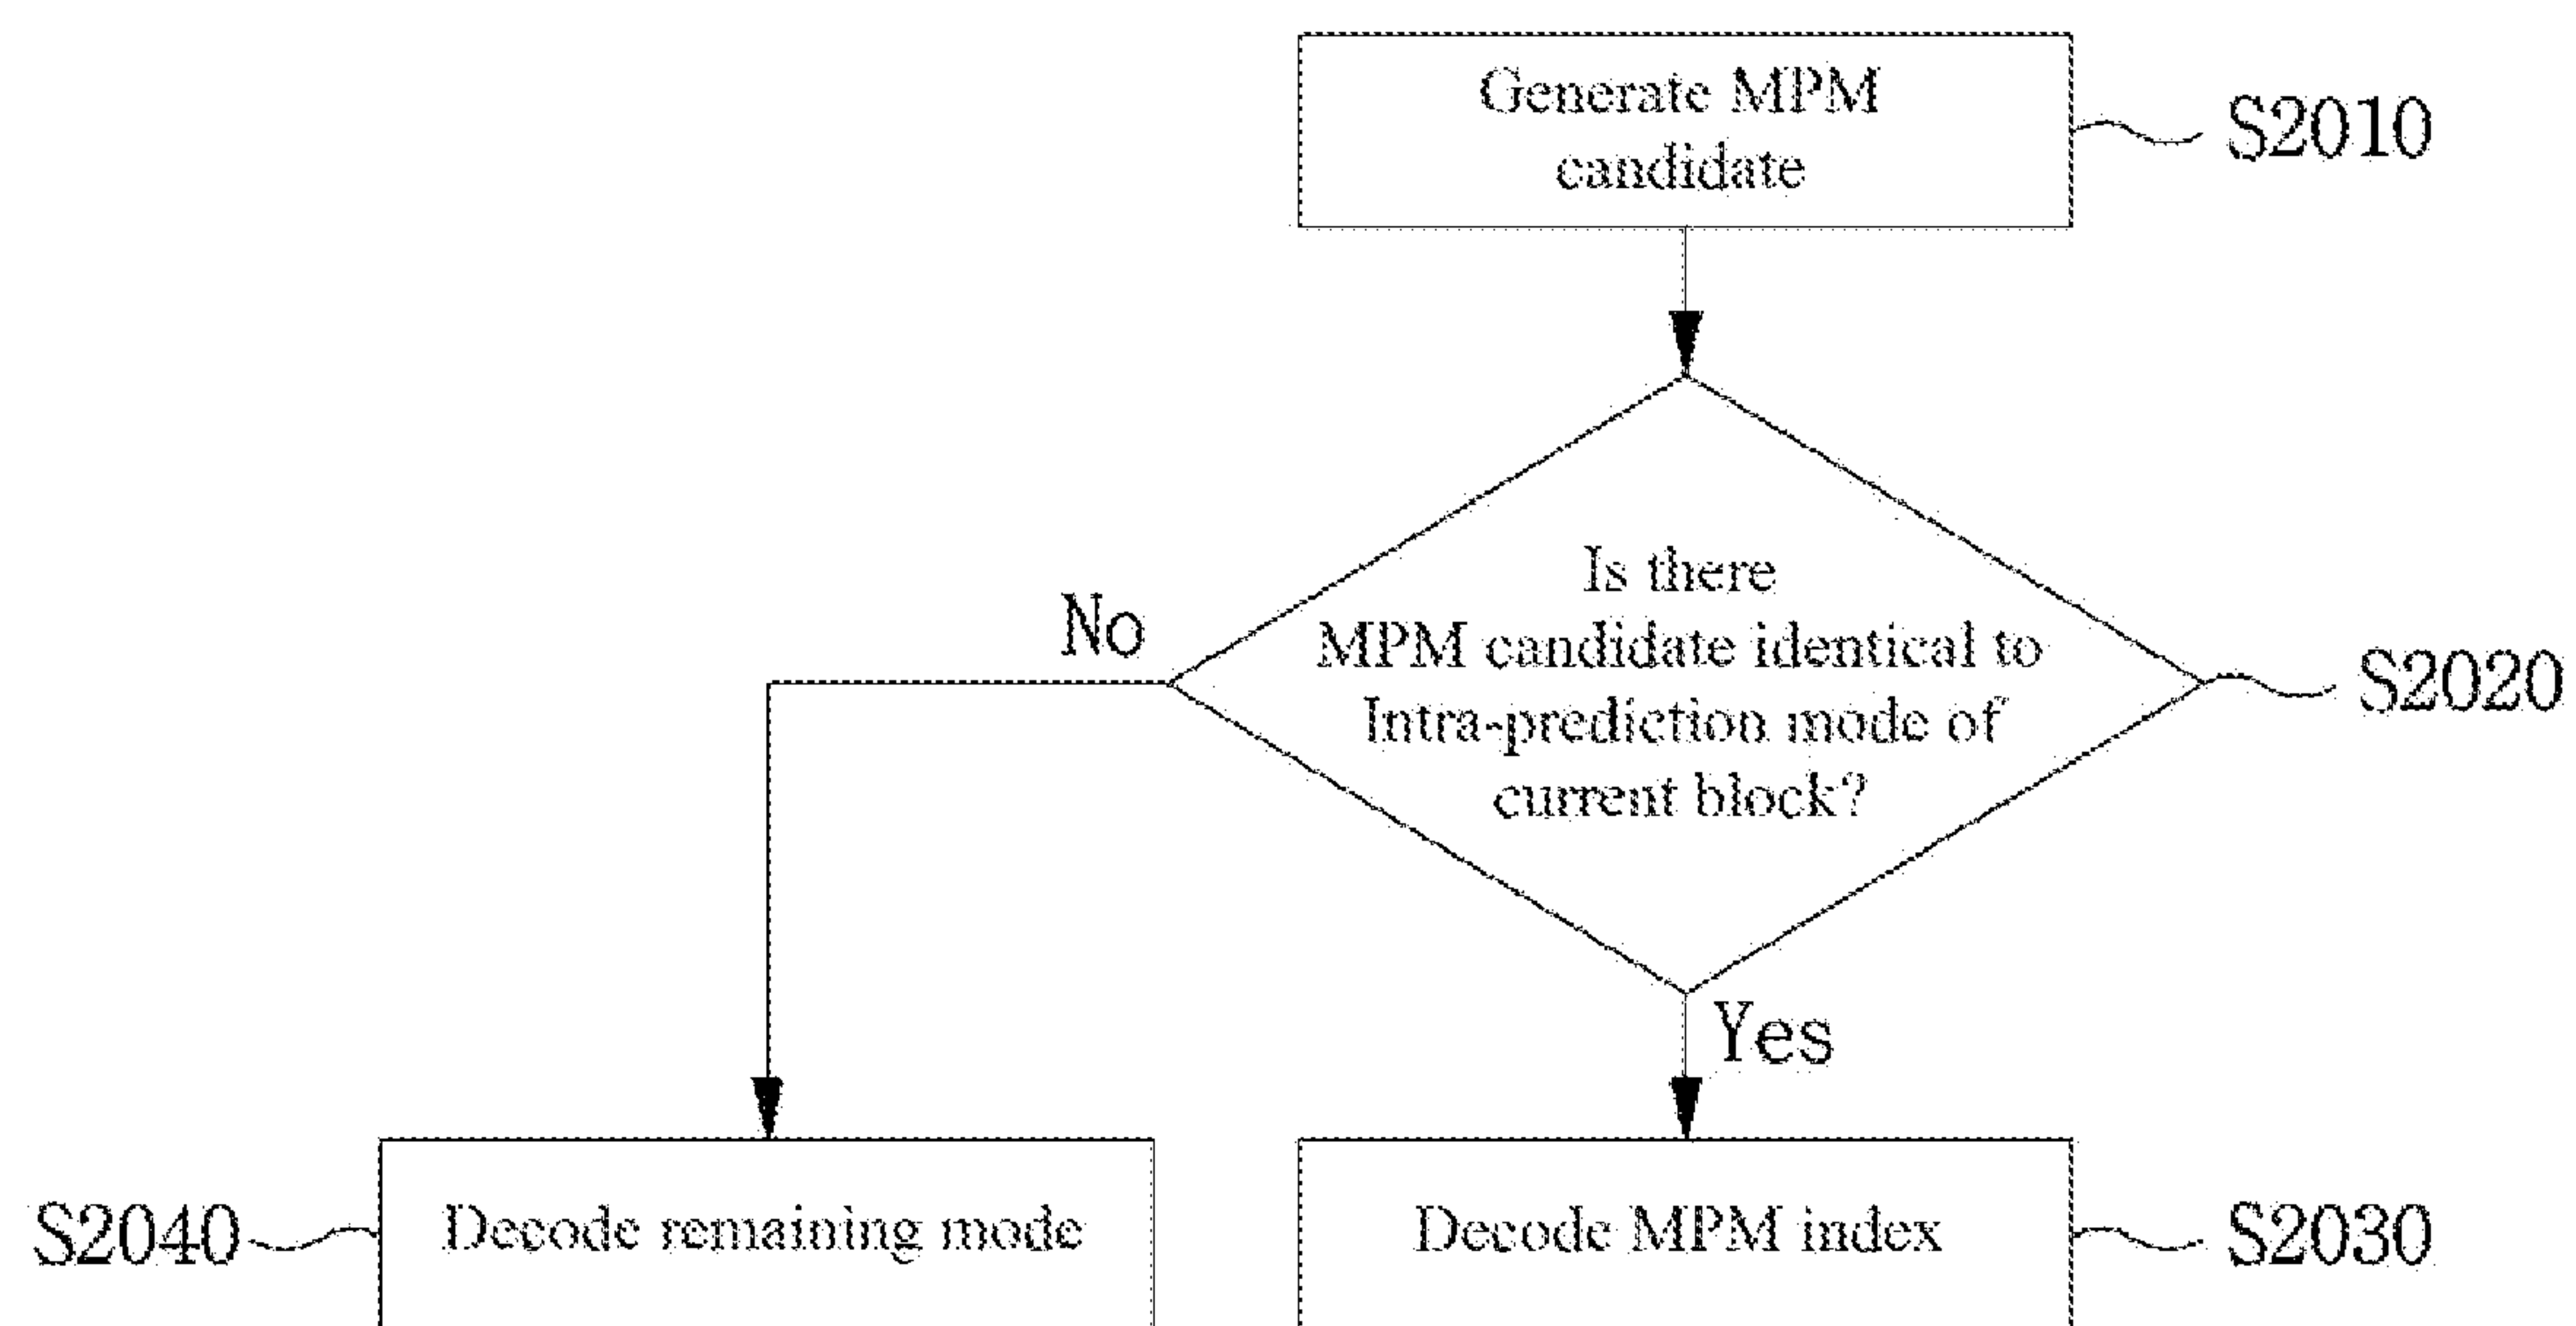 Generate MPM
candidate
S2010
Is there
MPM candidate identical to
Intra-prediction mode of
current block?
S2020
No
Yes
S2040
Decode remaining mode
Decode MPM index
S2030